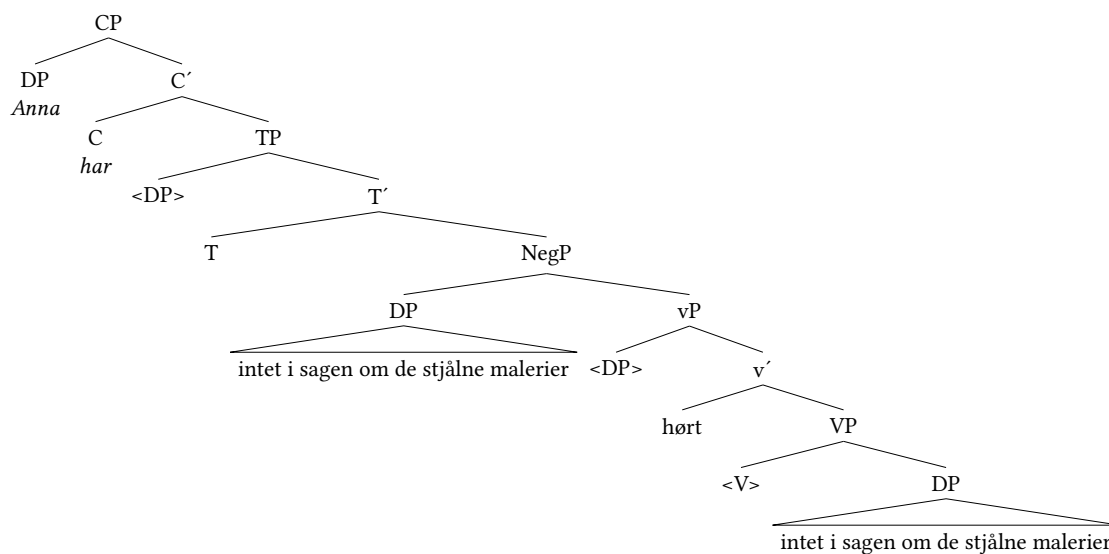 CP
DP C´
Anna
C TP
har
<DP> T´
T NegP
DP vP
intet i sagen om de stjålne malerier <DP> v´
hørt VP
<V> DP
intet i sagen om de stjålne malerier